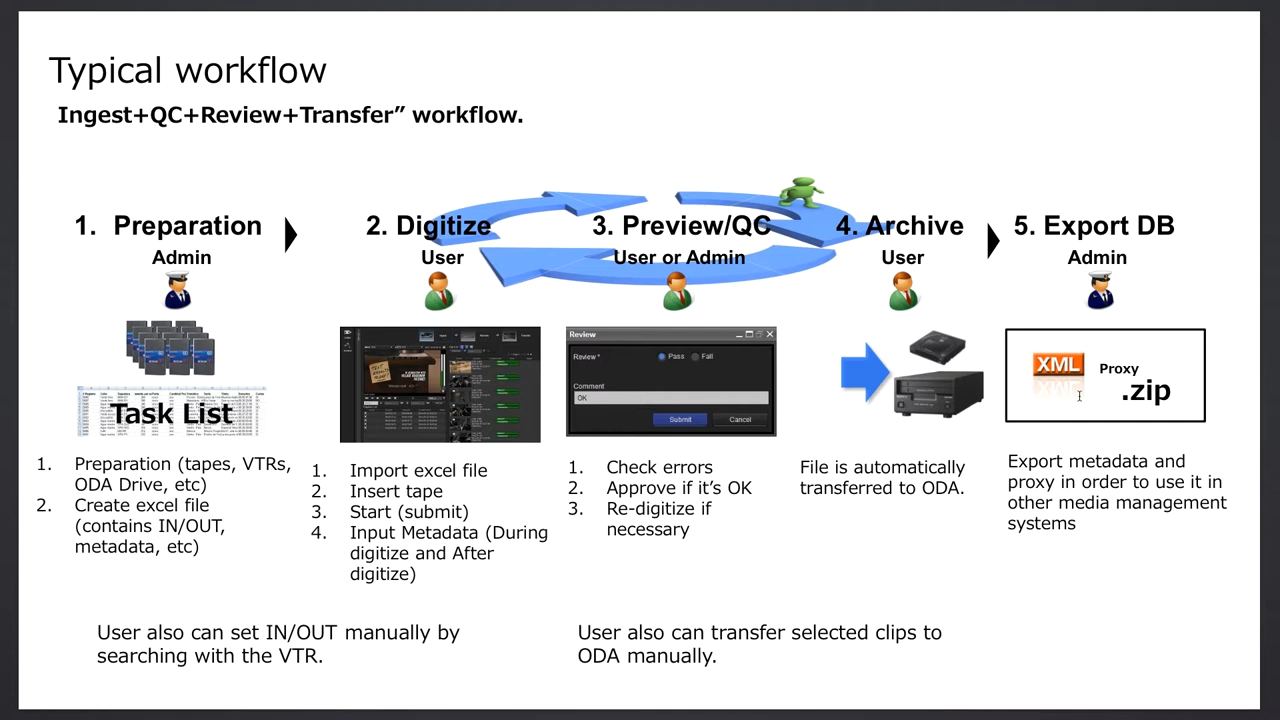 Typical workflow
Ingest+QC+Review+Transfer” workflow.
1. Preparation
Admin
Task List
1. Preparation (tapes, VTRs,
ODA Drive, etc)
2. Create excel file
(contains IN/OUT,
metadata, etc)
2. Digitize
User
1. Import excel file
2. Insert tape
3. Start (submit)
4. Input Metadata (During
digitize and After
digitize)
3. Preview/QC
User or Admin
Review
Review *
Pass
Fail
Comment
OK
Submit
Cancel
1. Check errors
2. Approve if it’s OK
3. Re-digitize if
necessary
4. Archive
User
File is automatically
transferred to ODA.
5. Export DB
Admin
XML
Proxy
.zip
Export metadata and
proxy in order to use it in
other media management
systems
User also can set IN/OUT manually by
searching with the VTR.
User also can transfer selected clips to
ODA manually.